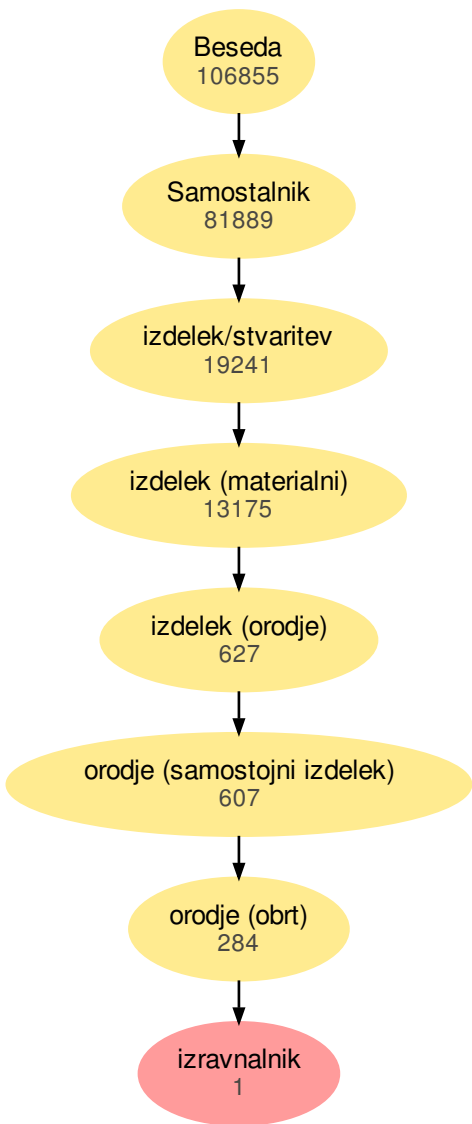 Beseda
106855
Samostalnik
81889
izdelek/stvaritev
19241
izdelek (materialni)
13175
izdelek (orodje)
627
orodje (samostojni izdelek)
607
orodje (obrt)
284
izravnalnik
1